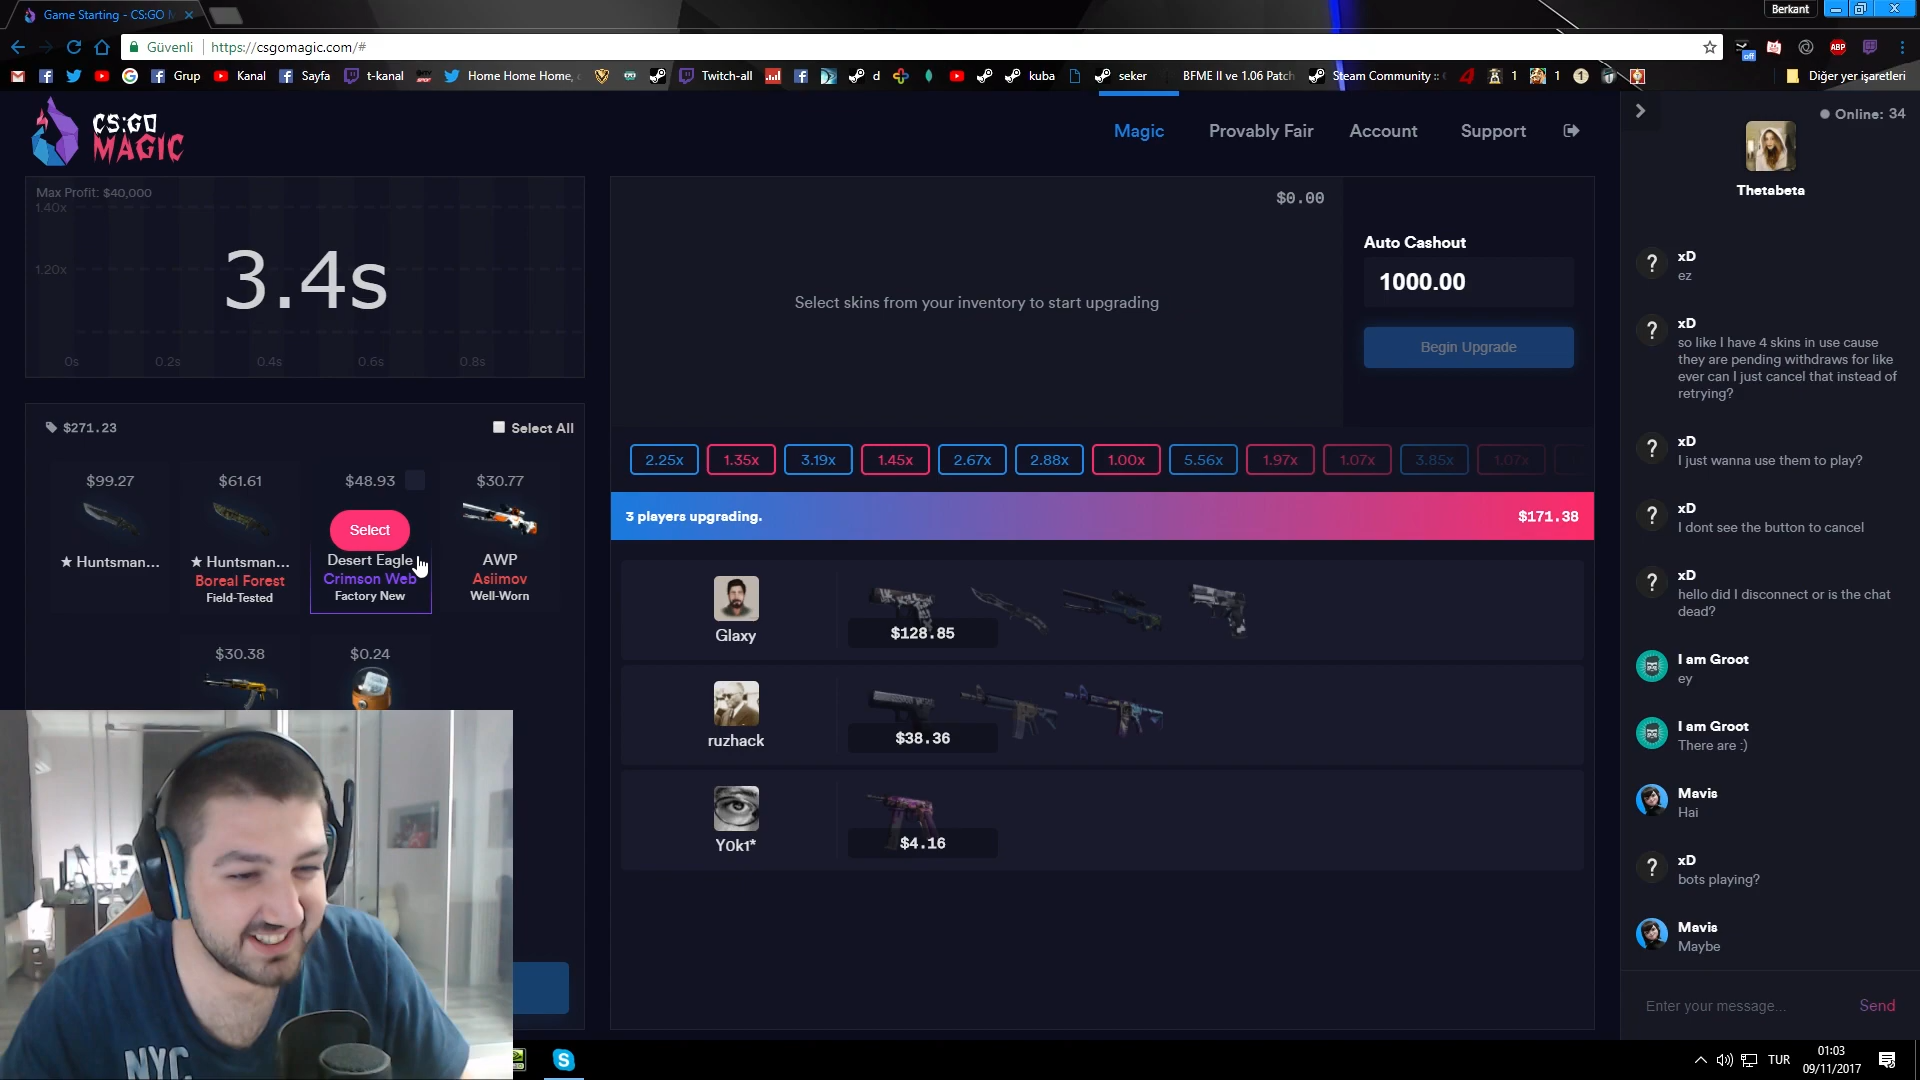 Game Starting - CS:GO M
Berkant
Güvenli
https://csgomagic.com/#
ABP
off
Grup
Kanal
Sayfa
t-kanal
Home Home Home,
Twitch-all
d
kuba
seker
BFME II ve 1.06 Patch
Steam Community ::
1
1
Diğer yer işaretleri
CS:GO
MAGIC
Magic
Provably Fair
Account
Support
Online: 34
Thetabeta
Max Profit: $40,000
1.40x
1.20x
3.4s
0s
0.2s
0.4s
0.6s
0.8s
$0.00
Select skins from your inventory to start upgrading
Auto Cashout
1000.00
Begin Upgrade
$271.23
Select All
$99.27
★ Huntsman...
$61.61
★ Huntsman...
Boreal Forest
Field-Tested
$48.93
Select
Desert Eagle
Crimson Web
Factory New
$30.77
AWP
Asiimov
Well-Worn
$30.38
$0.24
2.25x
1.35x
3.19x
1.45x
2.67x
2.88x
1.00x
5.56x
1.97x
1.07x
3.85x
1.07x
3 players upgrading.
$171.38
Glaxy
$128.85
ruzhack
$38.36
Y0k1*
$4.16
xD
ez
xD
so like I have 4 skins in use cause
they are pending withdraws for like
ever can I just cancel that instead of
retrying?
xD
I just wanna use them to play?
xD
I dont see the button to cancel
xD
hello did I disconnect or is the chat
dead?
I am Groot
ey
I am Groot
There are :)
Mavis
Hai
xD
bots playing?
Mavis
Maybe
Enter your message...
Send
NYC
TUR
01:03
09/11/2017